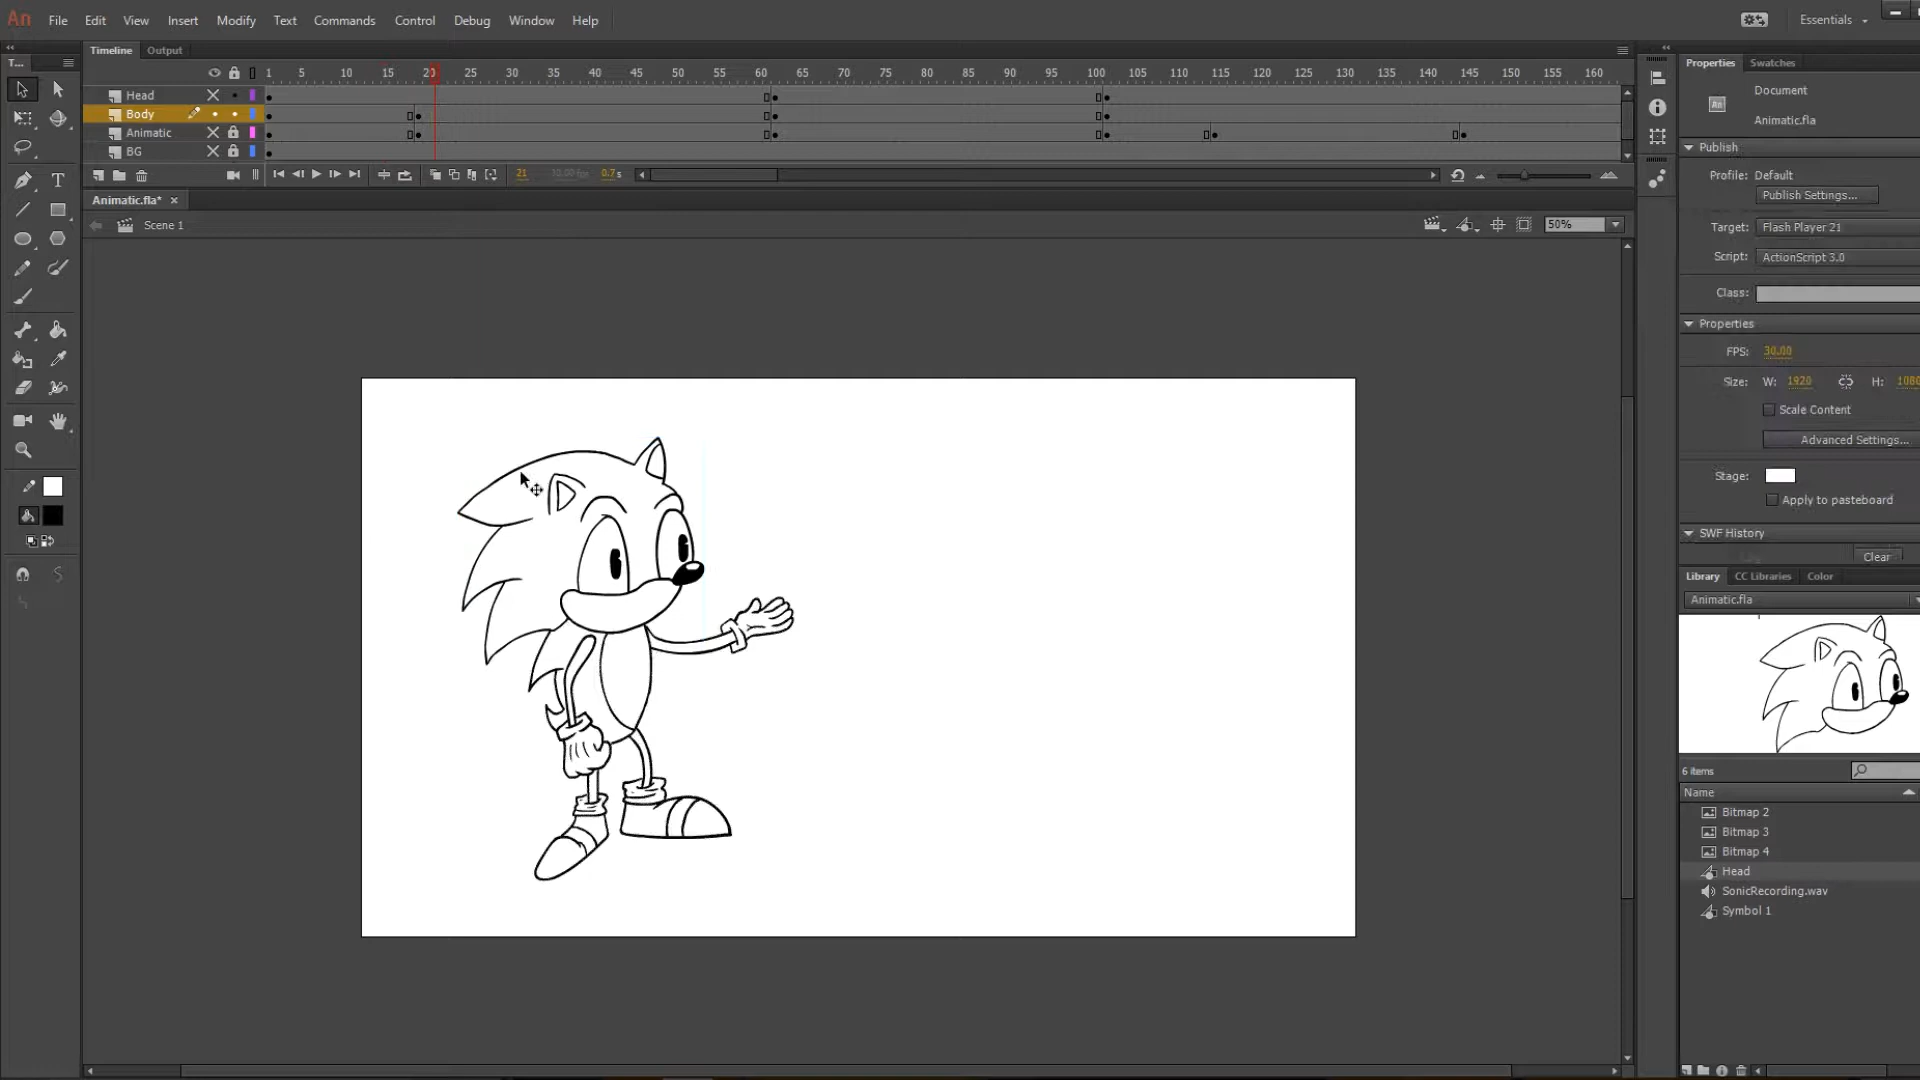 An File Edit View Insert Modify Text Commands Control Debug Window Help Essentials
Timeline Output
T...
1 5 10 15 20 25 30 35 40 45 50 55 60 65 70 75 80 85 90 95 100 105 110 115 120 125 130 135 140 145 150 155 160
Head
Body
Animatic
BG
21 30.00 fps 0.7s
Animatic.fla* ×
Scene 1
50%
Properties Swatches
An
Document
Animatic.fla
Publish
Profile: Default
Publish Settings...
Target: Flash Player 21
Script: ActionScript 3.0
Class:
Properties
FPS: 30.00
Size: W: 1920 H: 1080
Scale Content
Advanced Settings...
Stage:
Apply to pasteboard
SWF History
Clear
Library CC Libraries Color
Animatic.fla
6 items
Name
Bitmap 2
Bitmap 3
Bitmap 4
Head
SonicRecording.wav
Symbol 1